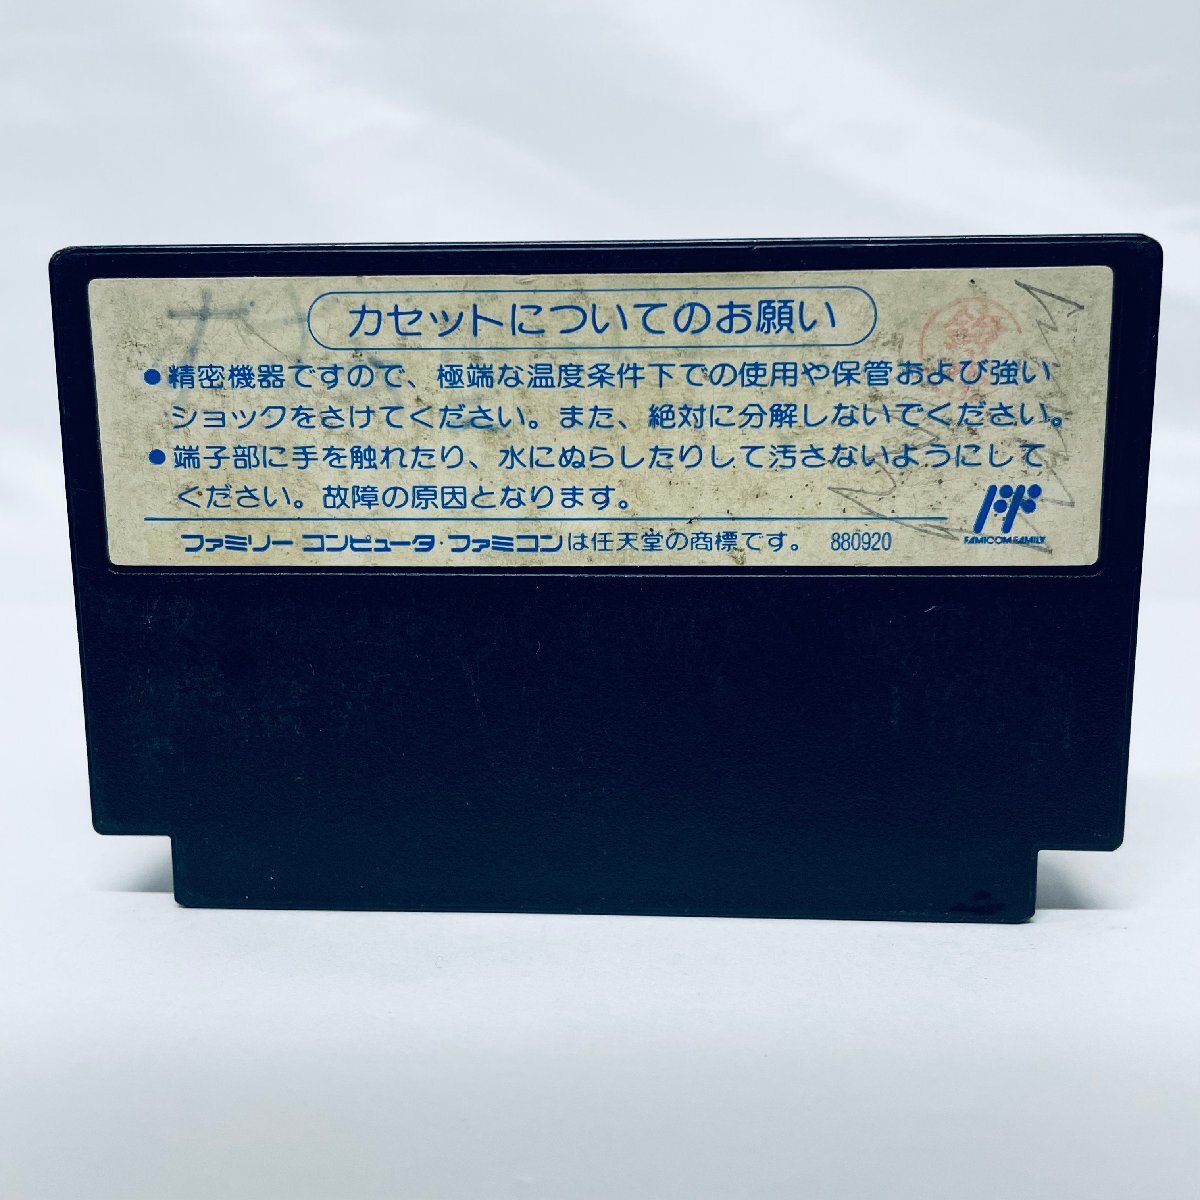 カセットについてのお願い
●精密機器ですので、極端な温度条件下での使用や保管および強い
ショックをさけてください。また、絶対に分解しないでください。
●端子部に手を触れたり、水にぬらしたりして汚さないようにして
ください。故障の原因となります。
ファミリーコンピュータ・ファミコンは任天堂の商標です。 880920
FAMICOM FAMILY